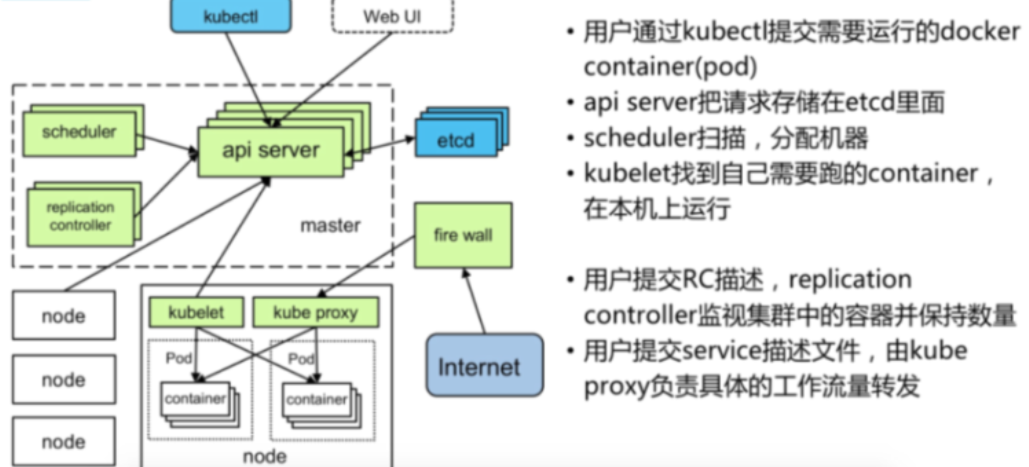 kubectl
Web UI
scheduler
api server
etcd
replication
controller
master
fire wall
node
kubelet
kube proxy
node
Pod
Pod
Internet
container
container
node
node
• 用户通过kubectl提交需要运行的docker
container(pod)
• api server把请求存储在etcd里面
• scheduler扫描，分配机器
• kubelet找到自己需要跑的container，
在本机上运行
• 用户提交RC描述，replication
controller监视集群中的容器并保持数量
• 用户提交service描述文件，由kube
proxy负责具体的工作流量转发